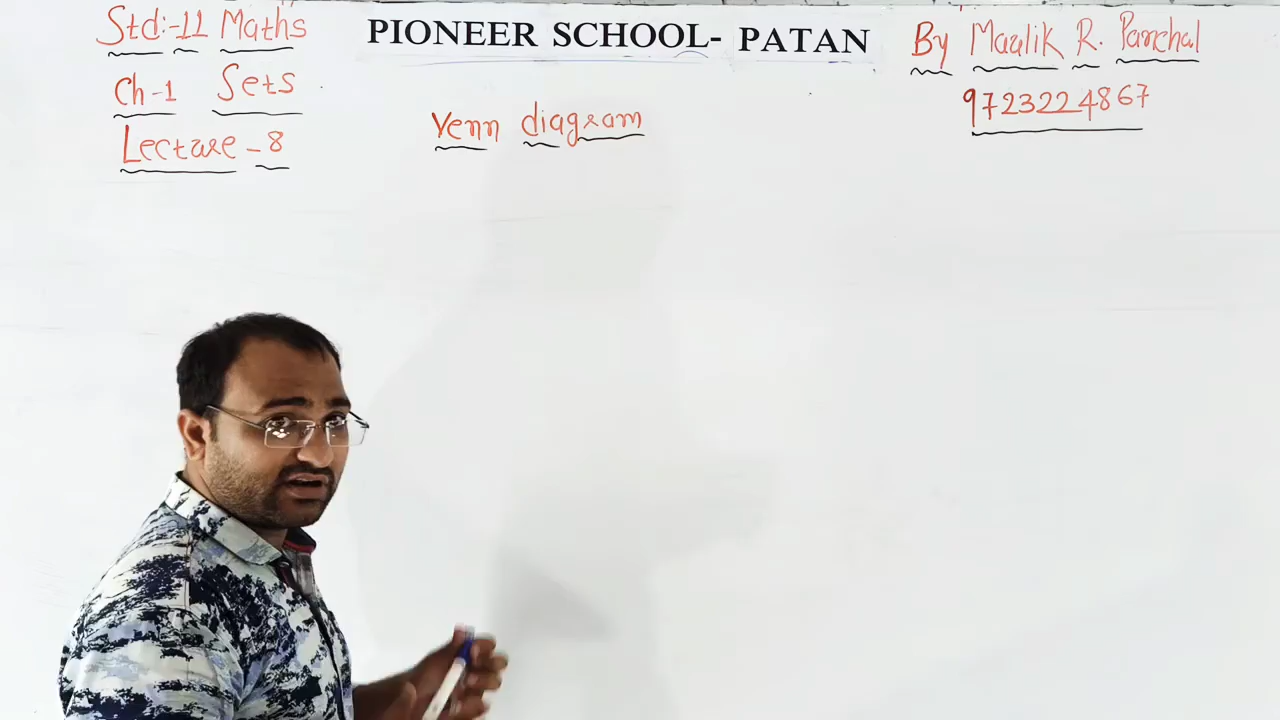 Std:-11 Maths
Ch-1 Sets
Lecture-8
PIONEER SCHOOL- PATAN
Venn diagram
By Maulik R. Panchal
9723224867